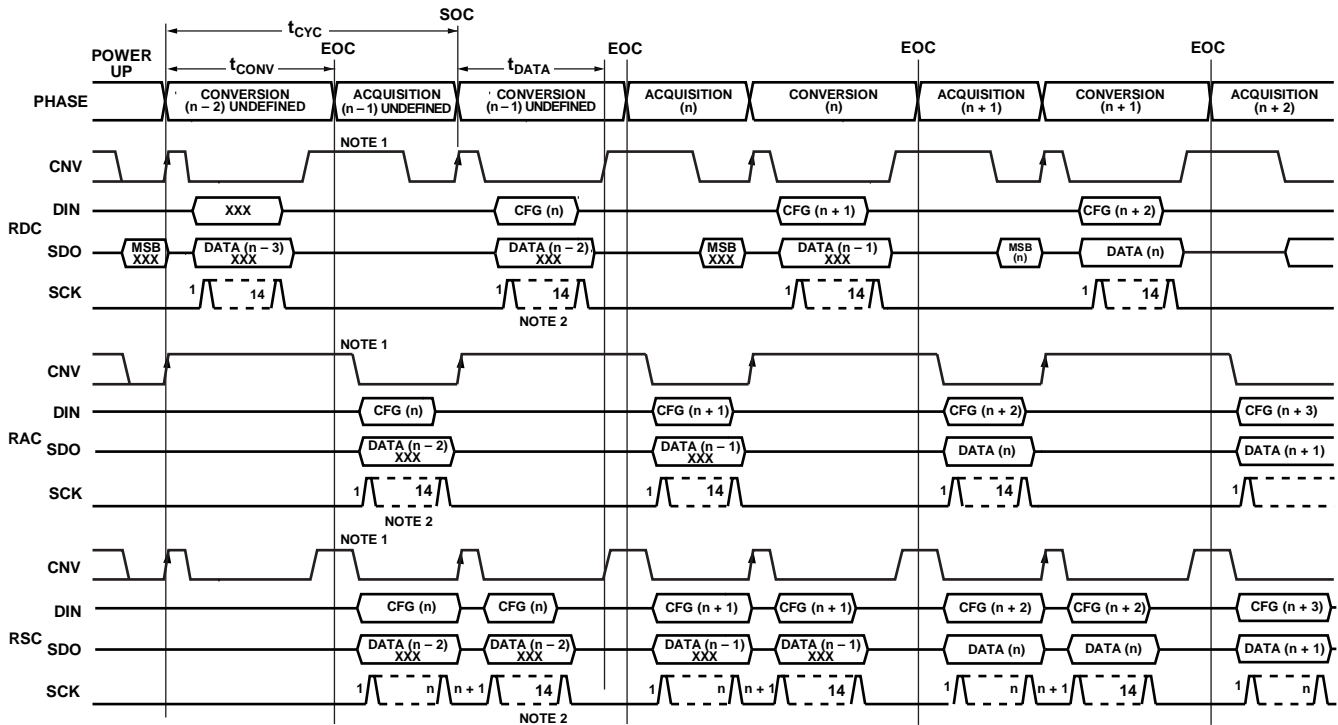 SOC
tCYC
POWER UP
EOC
EOC
EOC
EOC
tCONV
tDATA
PHASE
CONVERSION (n – 2) UNDEFINED
ACQUISITION (n – 1) UNDEFINED
CONVERSION (n – 1) UNDEFINED
ACQUISITION (n)
CONVERSION (n)
ACQUISITION (n + 1)
CONVERSION (n + 1)
ACQUISITION (n + 2)
NOTE 1
CNV
RDC
DIN
XXX
CFG (n)
CFG (n + 1)
CFG (n + 2)
SDO
MSB XXX
DATA (n – 3) XXX
DATA (n – 2) XXX
MSB XXX
DATA (n – 1) XXX
MSB (n)
DATA (n)
SCK
1 14
1 14
1 14
1 14
NOTE 2
NOTE 1
CNV
RAC
DIN
CFG (n)
CFG (n + 1)
CFG (n + 2)
CFG (n + 3)
SDO
DATA (n – 2) XXX
DATA (n – 1) XXX
DATA (n)
DATA (n + 1)
SCK
1 14
1 14
1 14
1
NOTE 2
NOTE 1
CNV
RSC
DIN
CFG (n)
CFG (n)
CFG (n + 1)
CFG (n + 1)
CFG (n + 2)
CFG (n + 2)
CFG (n + 3)
SDO
DATA (n – 2) XXX
DATA (n – 2) XXX
DATA (n – 1) XXX
DATA (n – 1) XXX
DATA (n)
DATA (n)
DATA (n + 1)
SCK
1 n n + 1 14
1 n n + 1 14
1 n n + 1 14
1 n
NOTE 2